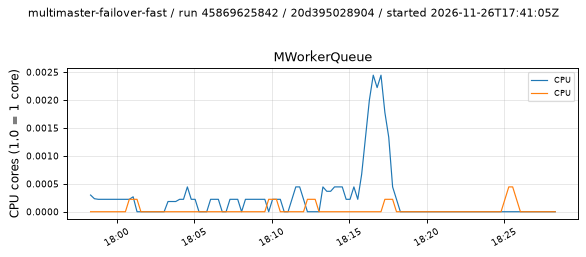 multimaster-failover-fast / run 45869625842 / 20d395028904 / started 2026-11-26T17:41:05Z
MWorkerQueue
CPU cores (1.0 = 1 core)
0.0025
0.0020
0.0015
0.0010
0.0005
0.0000
CPU
CPU
18:00
18:05
18:10
18:15
18:20
18:25